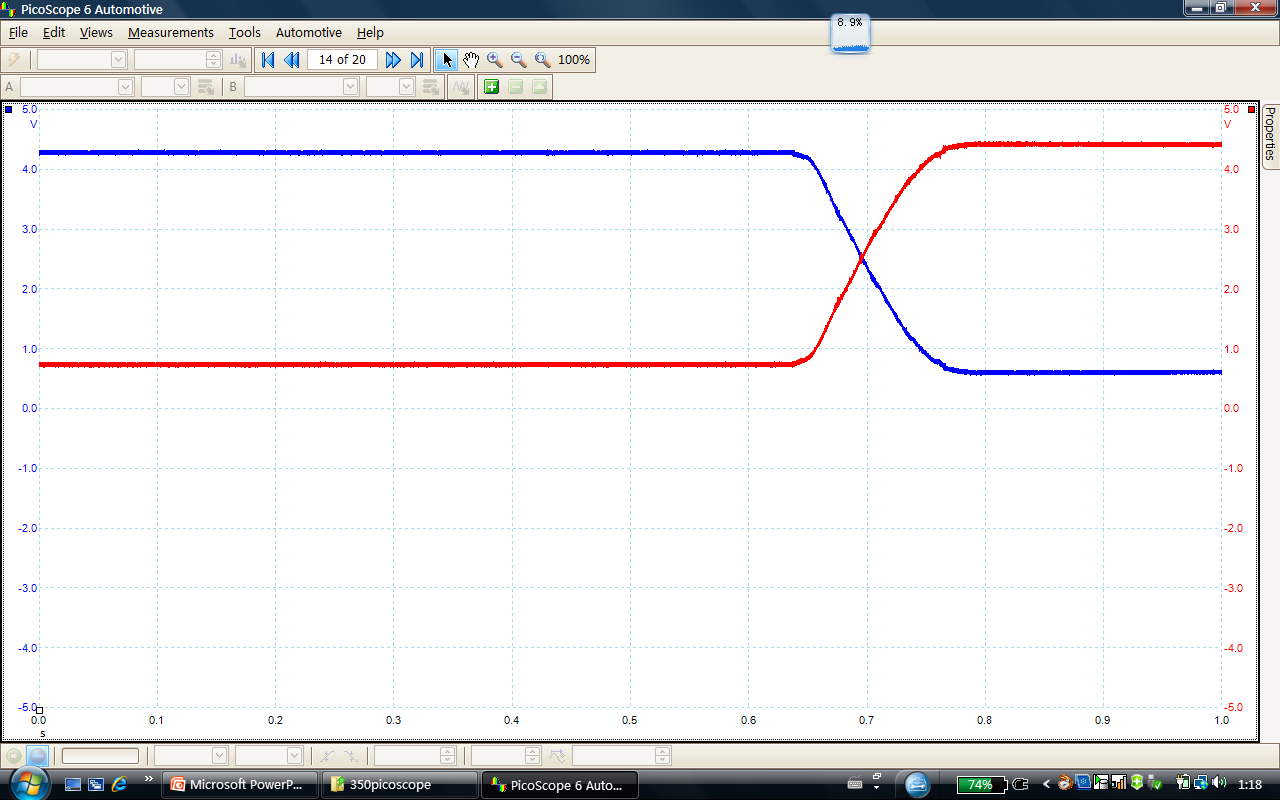 PicoScope 6 Automotive
8.9%
File Edit Views Measurements Tools Automotive Help
14 of 20 100%
A B
5.0 5.0
V V
4.0 4.0
3.0 3.0
2.0 2.0
1.0 1.0
0.0 0.0
-1.0 -1.0
-2.0 -2.0
-3.0 -3.0
-4.0 -4.0
-5.0 -5.0
0.0 0.1 0.2 0.3 0.4 0.5 0.6 0.7 0.8 0.9 1.0
s
Properties
Microsoft PowerP... 350picoscope PicoScope 6 Auto... 74% 1:18